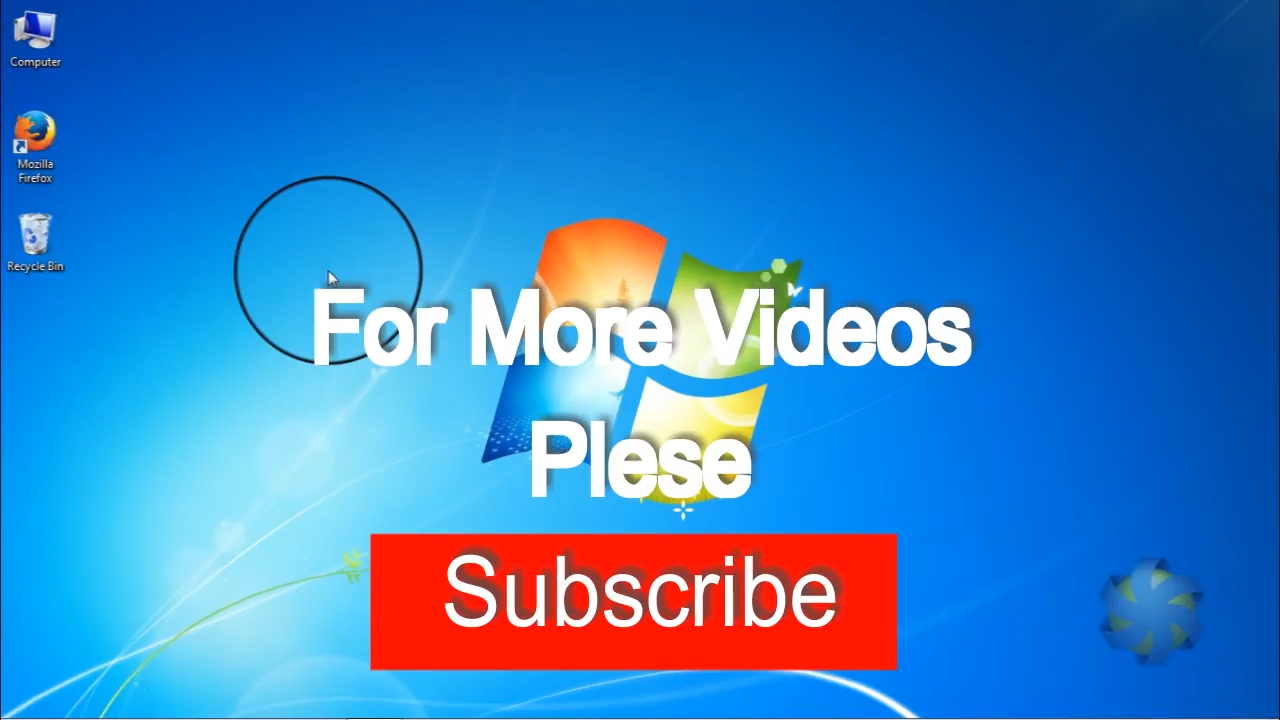 Computer
Mozilla
Firefox
Recycle Bin
For More Videos
Plese
Subscribe